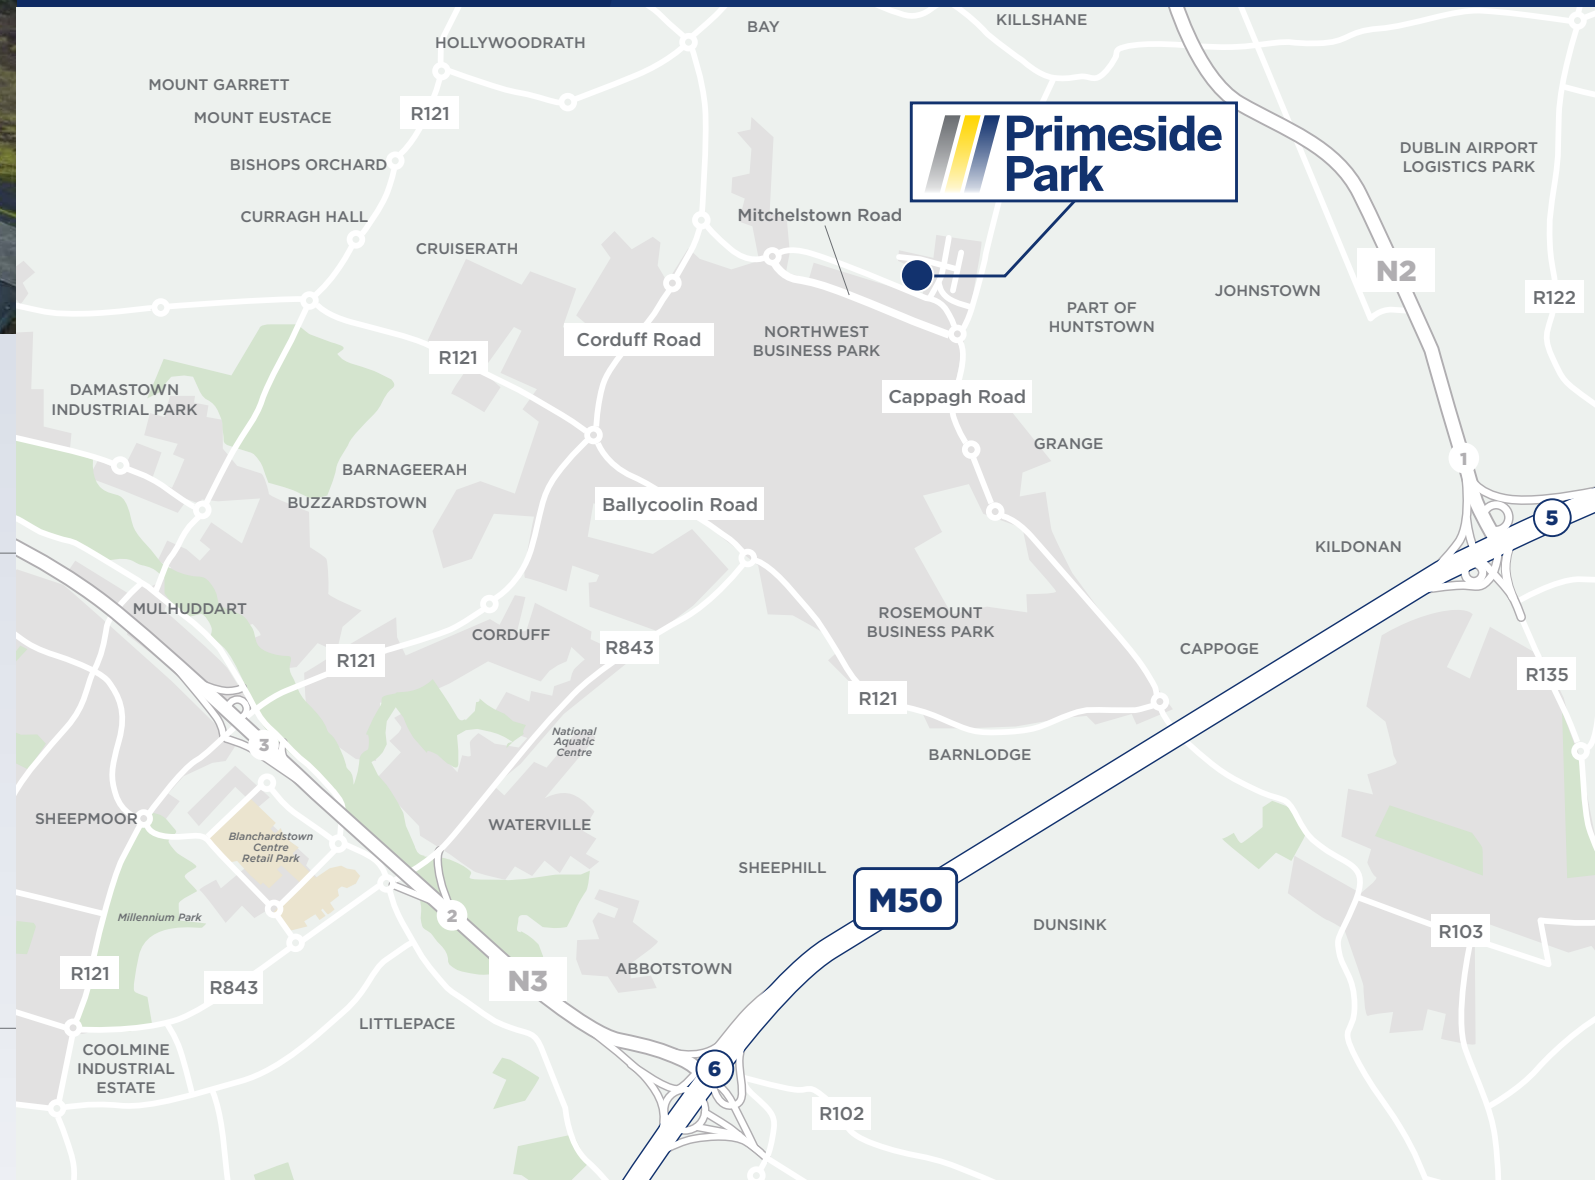 BAY
KILLSHANE
HOLLYWOODRATH
MOUNT GARRETT
R121
MOUNT EUSTACE
Primeside
Park
DUBLIN AIRPORT
LOGISTICS PARK
BISHOPS ORCHARD
CURRAGH HALL
Mitchelstown Road
CRUISERATH
N2
JOHNSTOWN
R122
PART OF
HUNTSTOWN
NORTHWEST
BUSINESS PARK
Corduff Road
R121
DAMASTOWN
INDUSTRIAL PARK
Cappagh Road
GRANGE
1
BARNAGEERAH
BUZZARDSTOWN
Ballycoolin Road
5
KILDONAN
MULHUDDART
ROSEMOUNT
BUSINESS PARK
CORDUFF
R843
CAPPOGE
R121
R135
R121
National
Aquatic
Centre
3
BARNLODGE
SHEEPMOOR
WATERVILLE
Blanchardstown
Centre
Retail Park
SHEEPHILL
M50
Millennium Park
2
DUNSINK
R103
R121
R843
N3
ABBOTSTOWN
LITTLEPACE
COOLMINE
INDUSTRIAL
ESTATE
6
R102